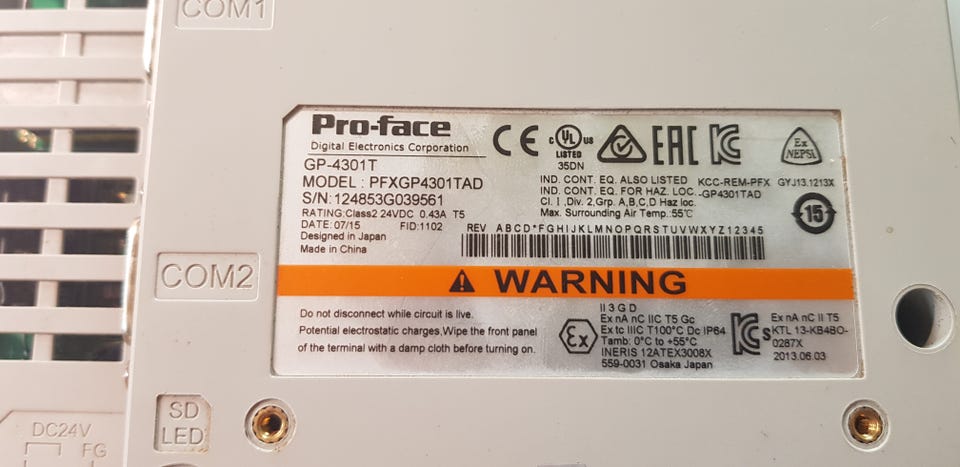 COM1
Pro-face
Digital Electronics Corporation
GP-4301T
MODEL : PFXGP4301TAD
S/N:124853G039561
RATING:Class2 24VDC 0.43A T5
DATE: 07/15 FID:1102
Designed in Japan
Made in China
CE
c UL us
LISTED
35DN
EAC
Ex
NEPSI
IND. CONT. EQ. ALSO LISTED KCC-REM-PFX GYJ13.1213X
IND. CONT. EQ. FOR HAZ. LOC. -GP4301TAD
Cl. I ,Div. 2,Grp. A,B,C,D Haz loc.
Max. Surrounding Air Temp.:55℃
15
REV ABCD*FGHIJKLMNOPQRSTUVWXYZ12345
COM2
WARNING
Do not disconnect while circuit is live.
Potential electrostatic charges,Wipe the front panel
of the terminal with a damp cloth before turning on.
Ex
II 3 G D
Ex nA nC IIC T5 Gc
Ex tc IIIC T100°C Dc IP64
Tamb: 0°C to +55°C
INERIS 12ATEX3008X
559-0031 Osaka Japan
S
Ex nA nC II T5
KTL 13-KB4BO-
0287X
2013.06.03
SD
LED
DC24V
FG